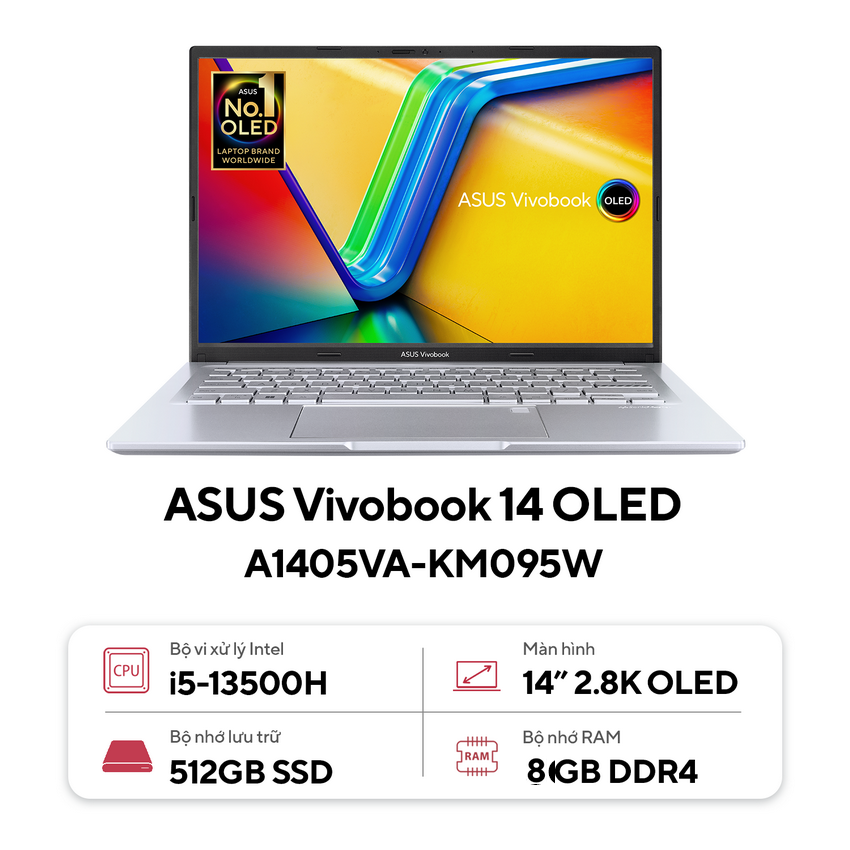 ASUS
No.1
OLED
LAPTOP BRAND
WORLDWIDE
ASUS Vivobook OLED
ASUS Vivobook
ASUS Vivobook 14 OLED
A1405VA-KM095W
CPU
Bộ vi xử lý Intel
i5-13500H
Màn hình
14” 2.8K OLED
Bộ nhớ lưu trữ
512GB SSD
RAM
Bộ nhớ RAM
8GB DDR4